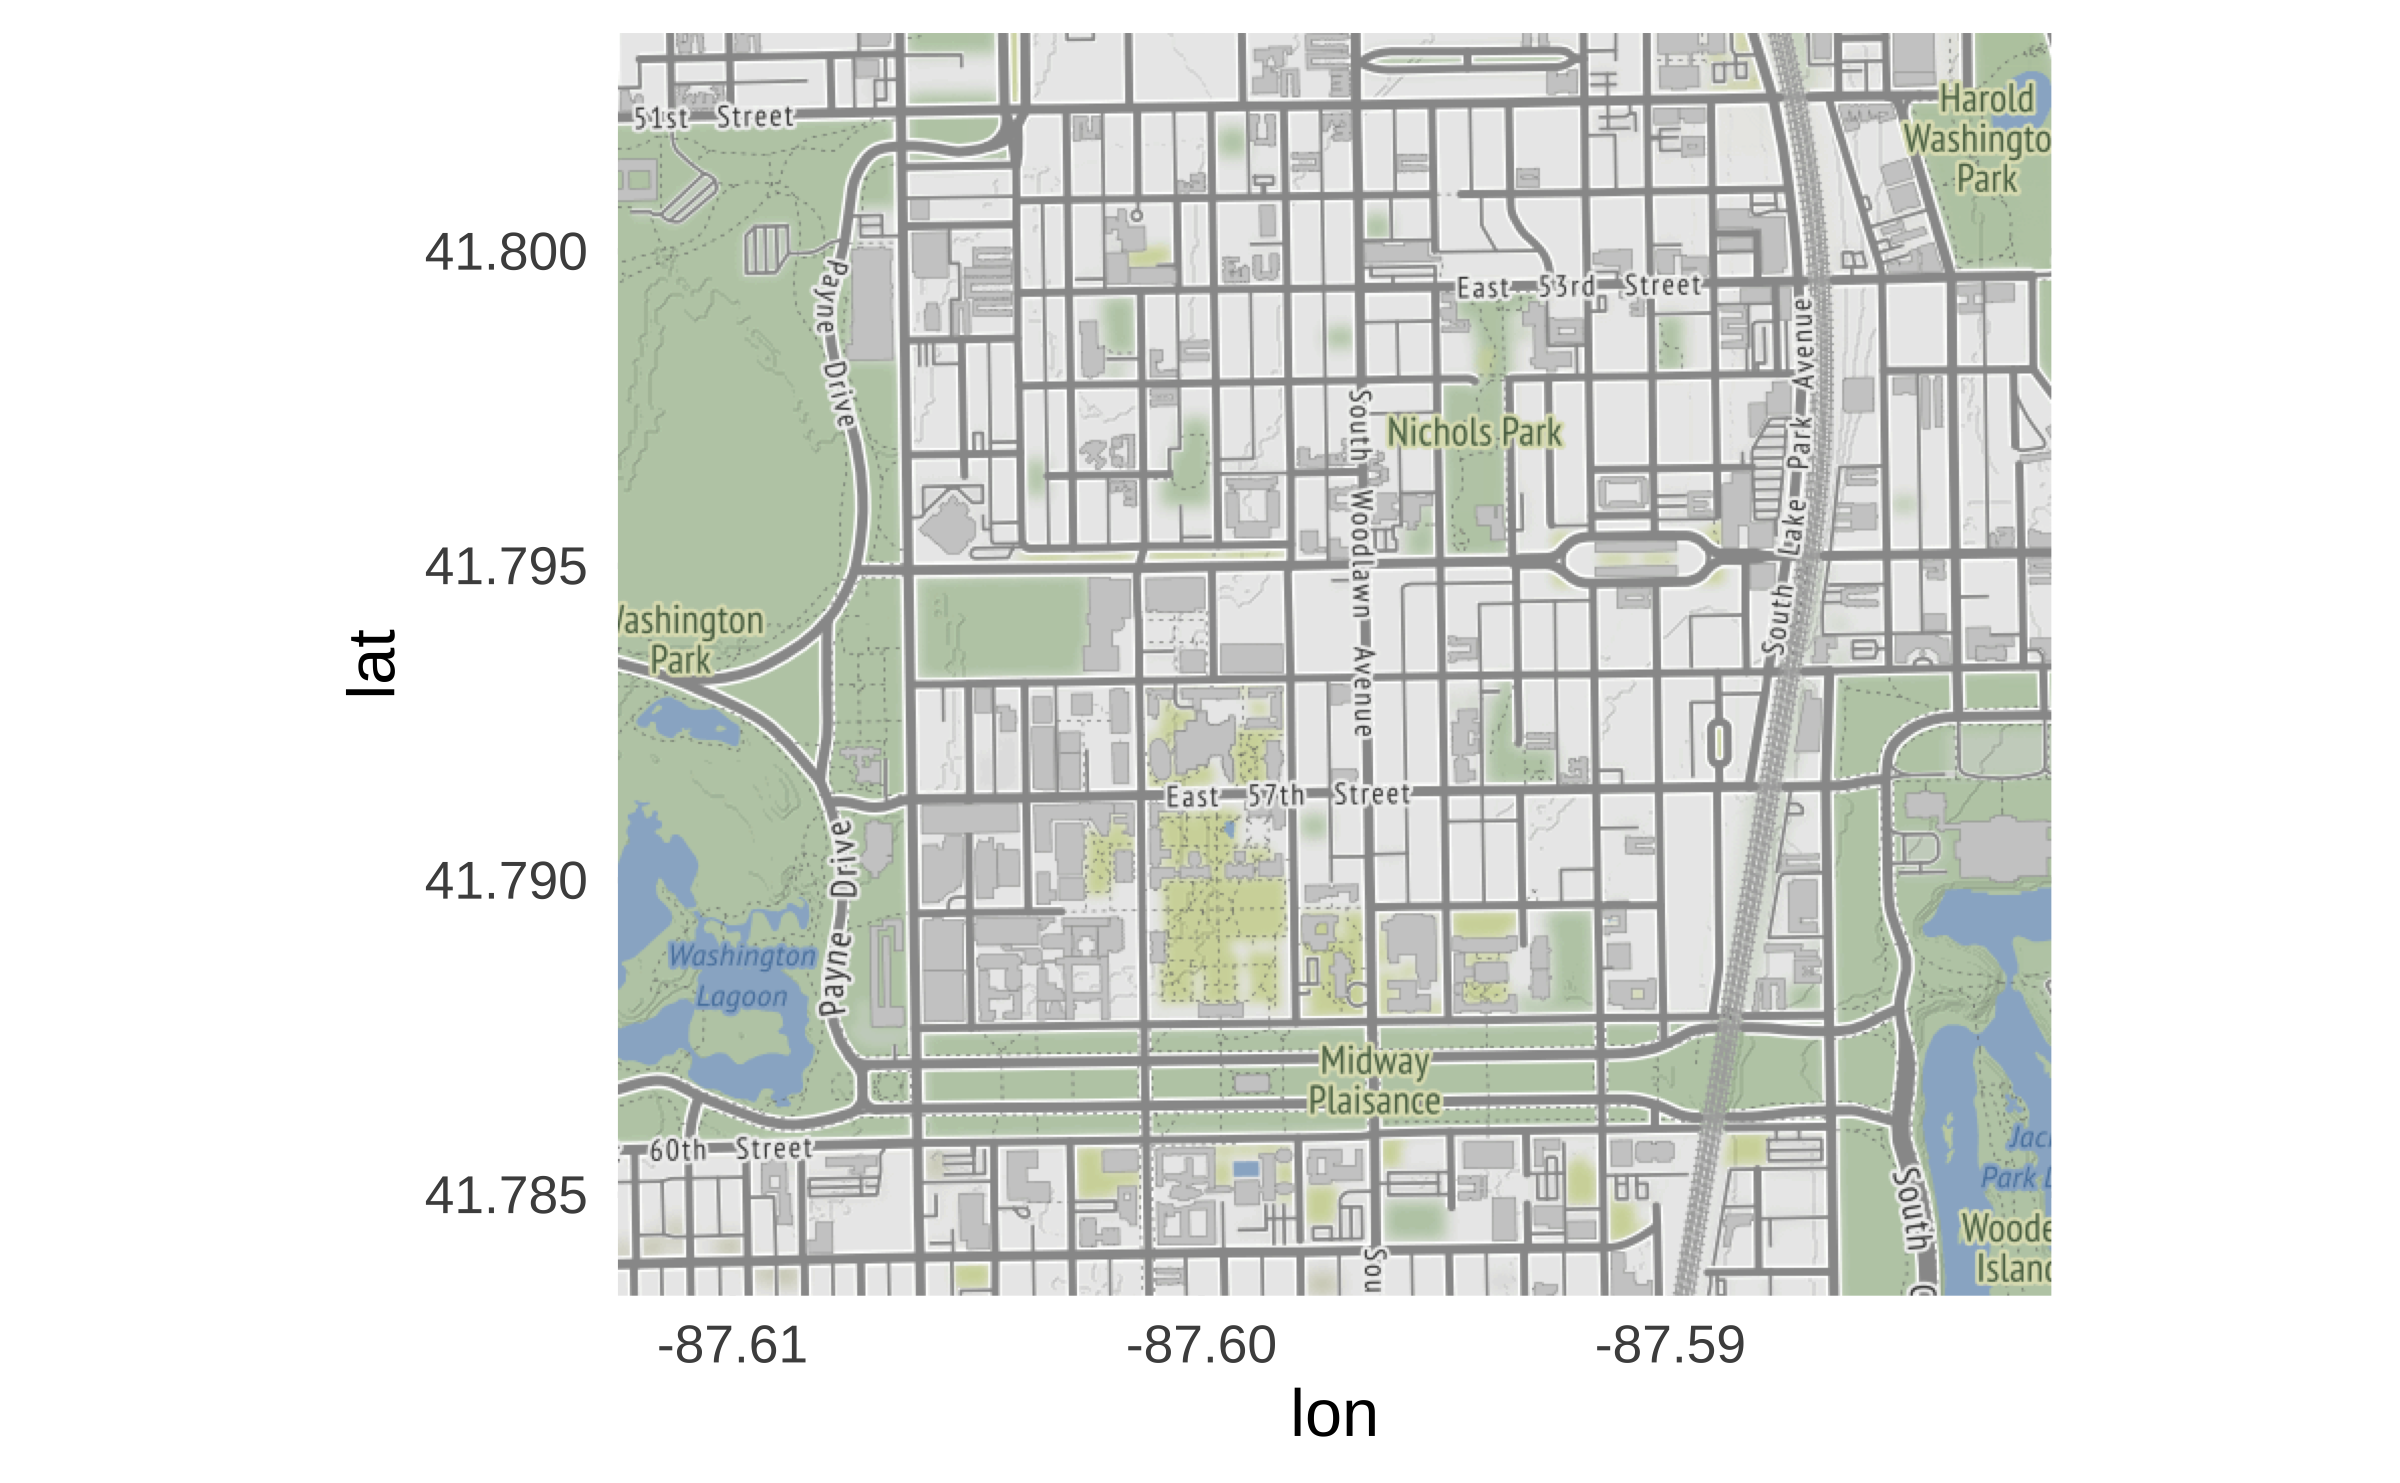 51st Street
Harold
Washingto
Park
41.800
Payne Drive
East 53rd Street
South Lake Park Avenue
South Woodlawn Avenue
Nichols Park
41.795
Washington
Park
lat
East 57th Street
41.790
Payne Drive
Washington
Lagoon
Midway
Plaisance
60th Street
Jac
Park L
41.785
South
Woode
Island
Sou
-87.61
-87.60
-87.59
lon